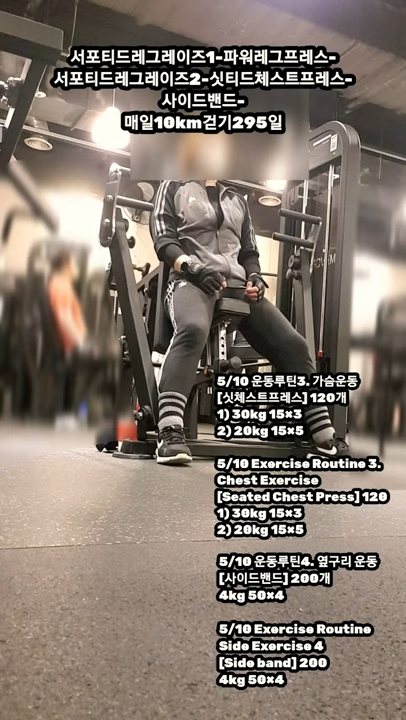 서포티드레그레이즈1-파워레그프레스-
서포티드레그레이즈2-싯티드체스트프레스-
사이드밴드-
매일10km걷기295일
5/10 운동루틴3. 가슴운동
[싯체스트프레스] 120개
1) 30kg 15×3
2) 20kg 15×5
5/10 Exercise Routine 3.
Chest Exercise
[Seated Chest Press] 120
1) 30kg 15×3
2) 20kg 15×5
5/10 운동루틴4. 옆구리 운동
[사이드밴드] 200개
4kg 50×4
5/10 Exercise Routine
Side Exercise 4
[Side band] 200
4kg 50×4